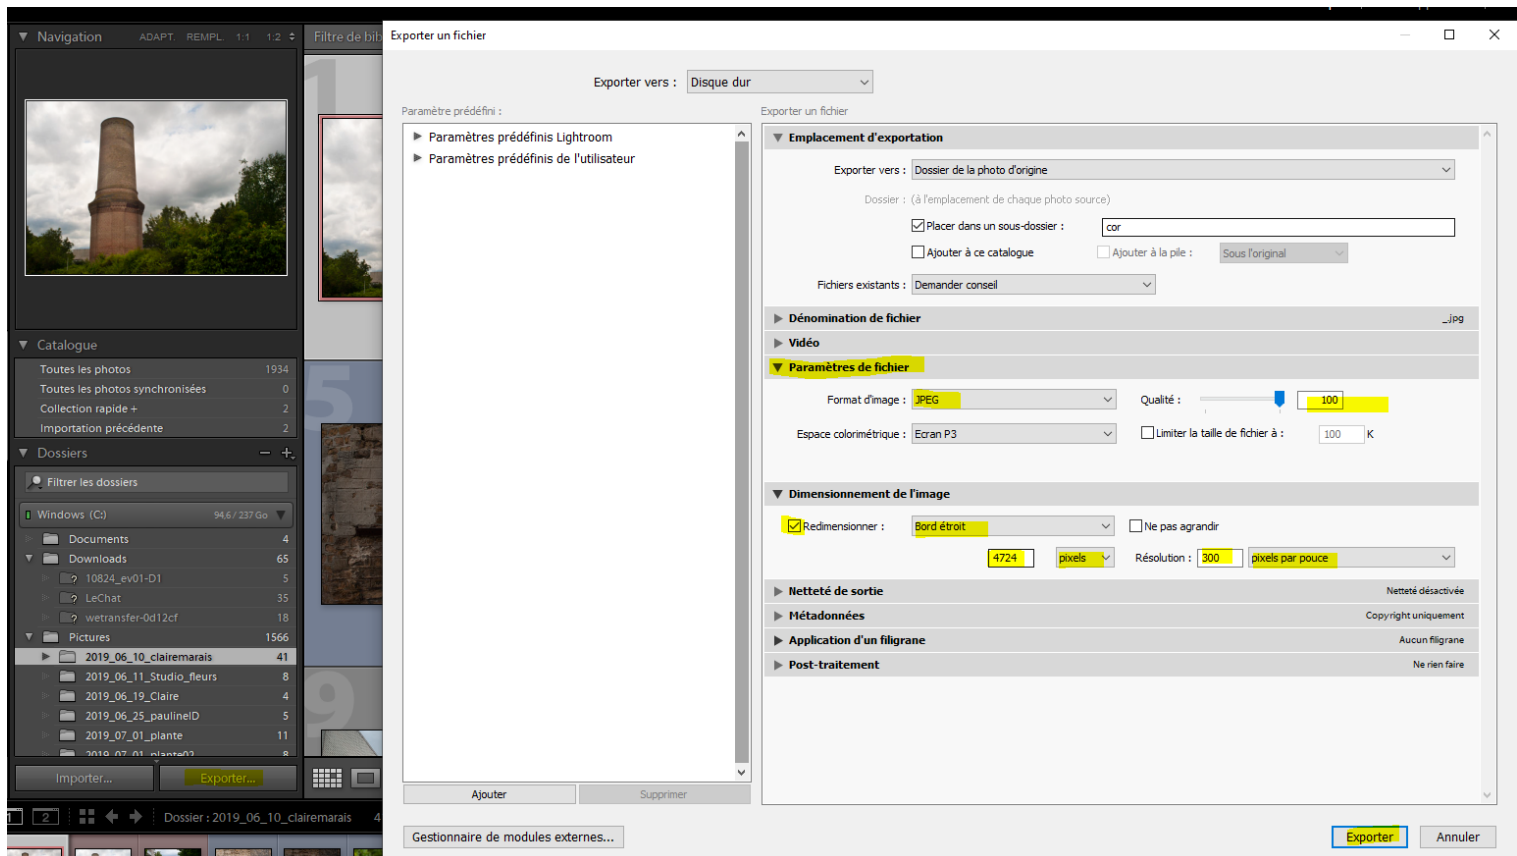 Navigation ADAPT. REMPL. 1:1 1:2
Filtre de bib
Exporter un fichier
Exporter vers : Disque dur
Paramètre prédéfini :
Paramètres prédéfinis Lightroom
Paramètres prédéfinis de l'utilisateur
Ajouter Supprimer
Gestionnaire de modules externes...
Exporter un fichier
Emplacement d'exportation
Exporter vers : Dossier de la photo d'origine
Dossier : (à l'emplacement de chaque photo source)
Placer dans un sous-dossier : cor
Ajouter à ce catalogue Ajouter à la pile : Sous l'original
Fichiers existants : Demander conseil
Dénomination de fichier _.jpg
Vidéo
Paramètres de fichier
Format d'image : JPEG Qualité : 100
Espace colorimétrique : Ecran P3 Limiter la taille de fichier à : 100 K
Dimensionnement de l'image
Redimensionner : Bord étroit Ne pas agrandir
4724 pixels Résolution : 300 pixels par pouce
Netteté de sortie Netteté désactivée
Métadonnées Copyright uniquement
Application d'un filigrane Aucun filigrane
Post-traitement Ne rien faire
Exporter Annuler
1
5
9
Catalogue
Toutes les photos 1934
Toutes les photos synchronisées 0
Collection rapide + 2
Importation précédente 2
Dossiers
Filtrer les dossiers
Windows (C:) 94,6 / 237 Go
Documents 4
Downloads 65
10824_ev01-D1 5
LeChat 35
wetransfer-0d12cf 18
Pictures 1566
2019_06_10_clairemarais 41
2019_06_11_Studio_fleurs 8
2019_06_19_Claire 4
2019_06_25_paulineID 5
2019_07_01_plante 11
2019_07_01_plante02 8
Importer... Exporter...
1 2 Dossier : 2019_06_10_clairemarais 4